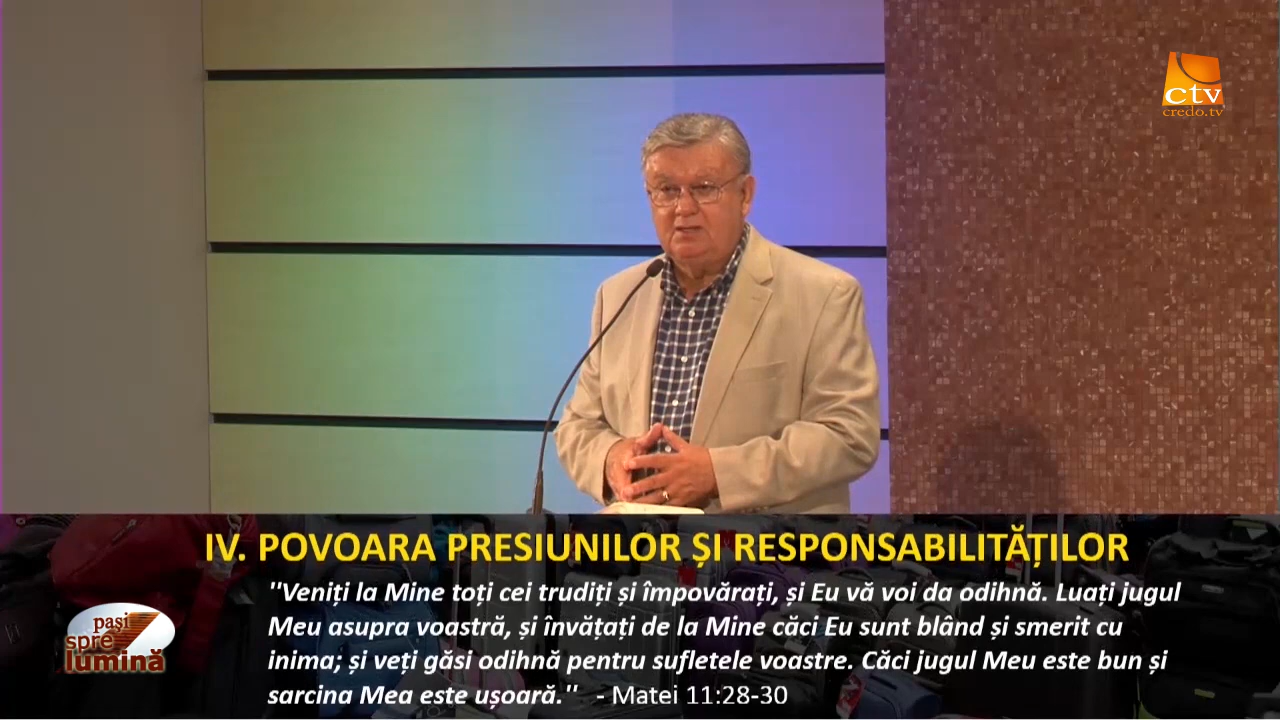 ctv
credo.tv
IV. POVOARA PRESIUNILOR ȘI RESPONSABILITĂȚILOR
''Veniți la Mine toți cei trudiți și împovărați, și Eu vă voi da odihnă. Luați jugul
Meu asupra voastră, și învățați de la Mine căci Eu sunt blând și smerit cu
inima; și veți găsi odihnă pentru sufletele voastre. Căci jugul Meu este bun și
sarcina Mea este ușoară.'' - Matei 11:28-30
pași
spre
lumină